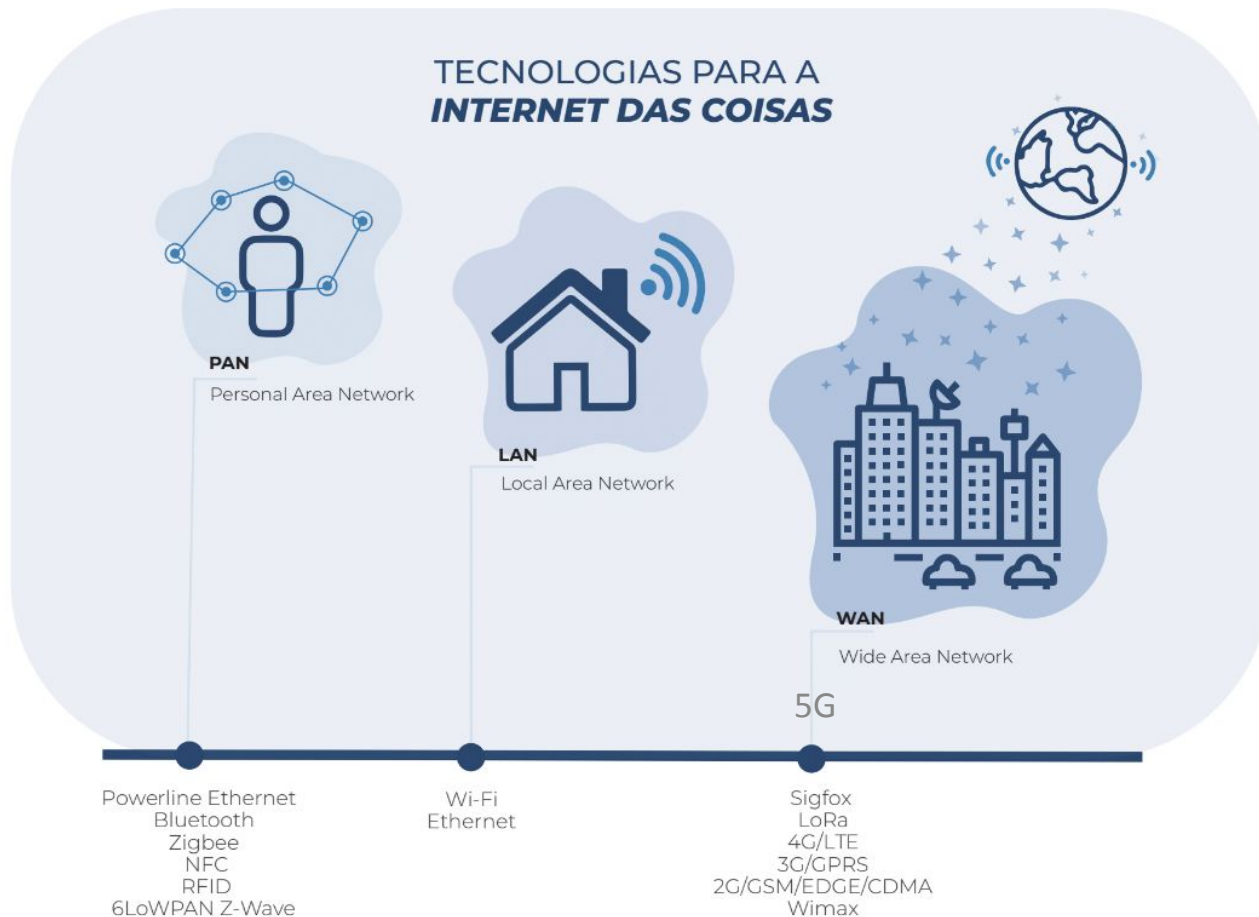 TECNOLOGIAS PARA A
INTERNET DAS COISAS
PAN
Personal Area Network
LAN
Local Area Network
WAN
Wide Area Network
5G
Powerline Ethernet
Bluetooth
Zigbee
NFC
RFID
6LoWPAN Z-Wave
Wi-Fi
Ethernet
Sigfox
LoRa
4G/LTE
3G/GPRS
2G/GSM/EDGE/CDMA
Wimax